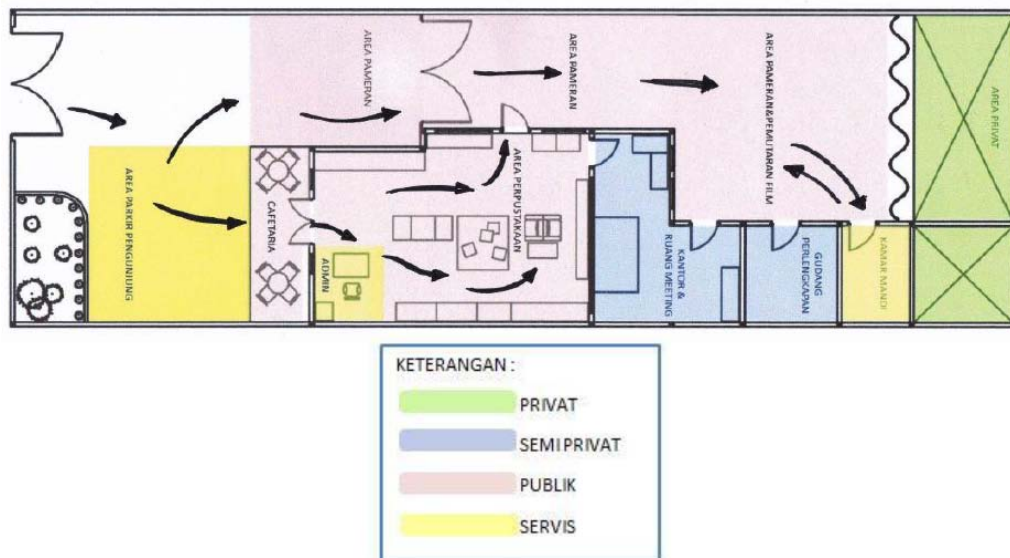 AREA PARKIR PENGUNJUNG
CAFETARIA
AREA PAMERAN
ADMIN
AREA PERPUSTAKAAN
AREA PAMERAN
KANTOR &
RUANG MEETING
AREA PAMERAN&PEMUTARAN FILM
GUDANG
PERLENGKAPAN
KAMAR MANDI
AREA PRIVAT
KETERANGAN :
PRIVAT
SEMI PRIVAT
PUBLIK
SERVIS